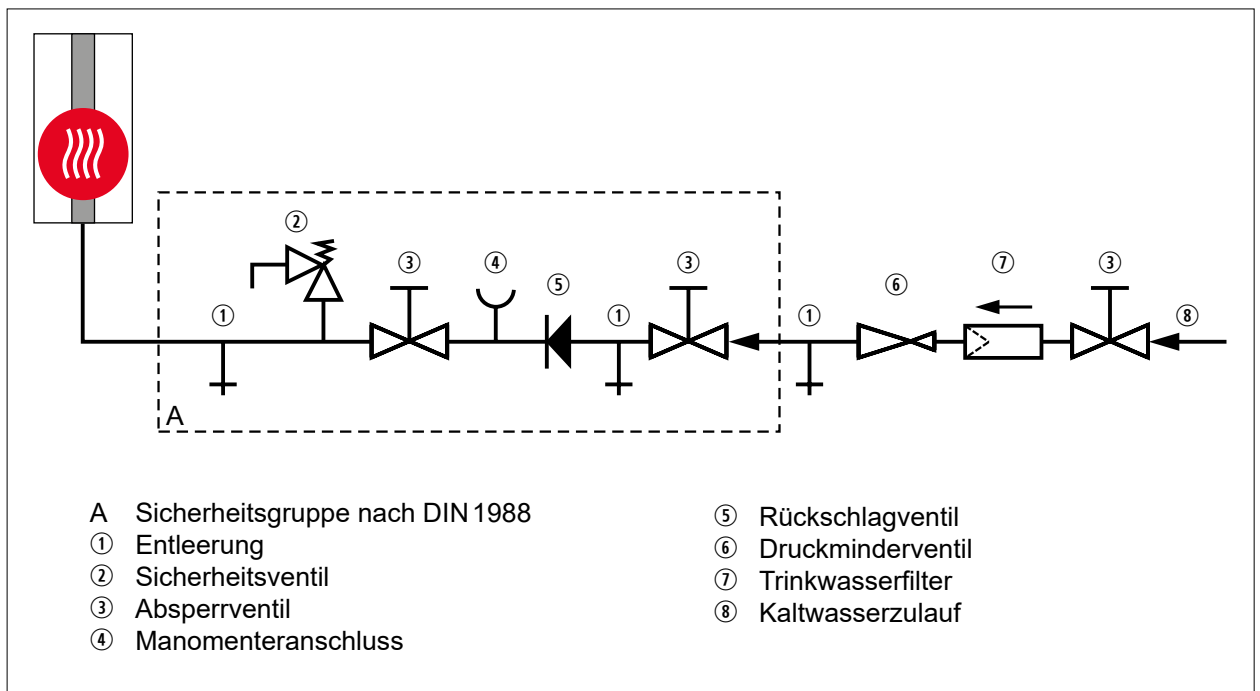 ②
③
④
⑤
③
⑥
⑦
③
①
①
①
⑧
A
A Sicherheitsgruppe nach DIN 1988
① Entleerung
② Sicherheitsventil
③ Absperrventil
④ Manomenteranschluss
⑤ Rückschlagventil
⑥ Druckminderventil
⑦ Trinkwasserfilter
⑧ Kaltwasserzulauf